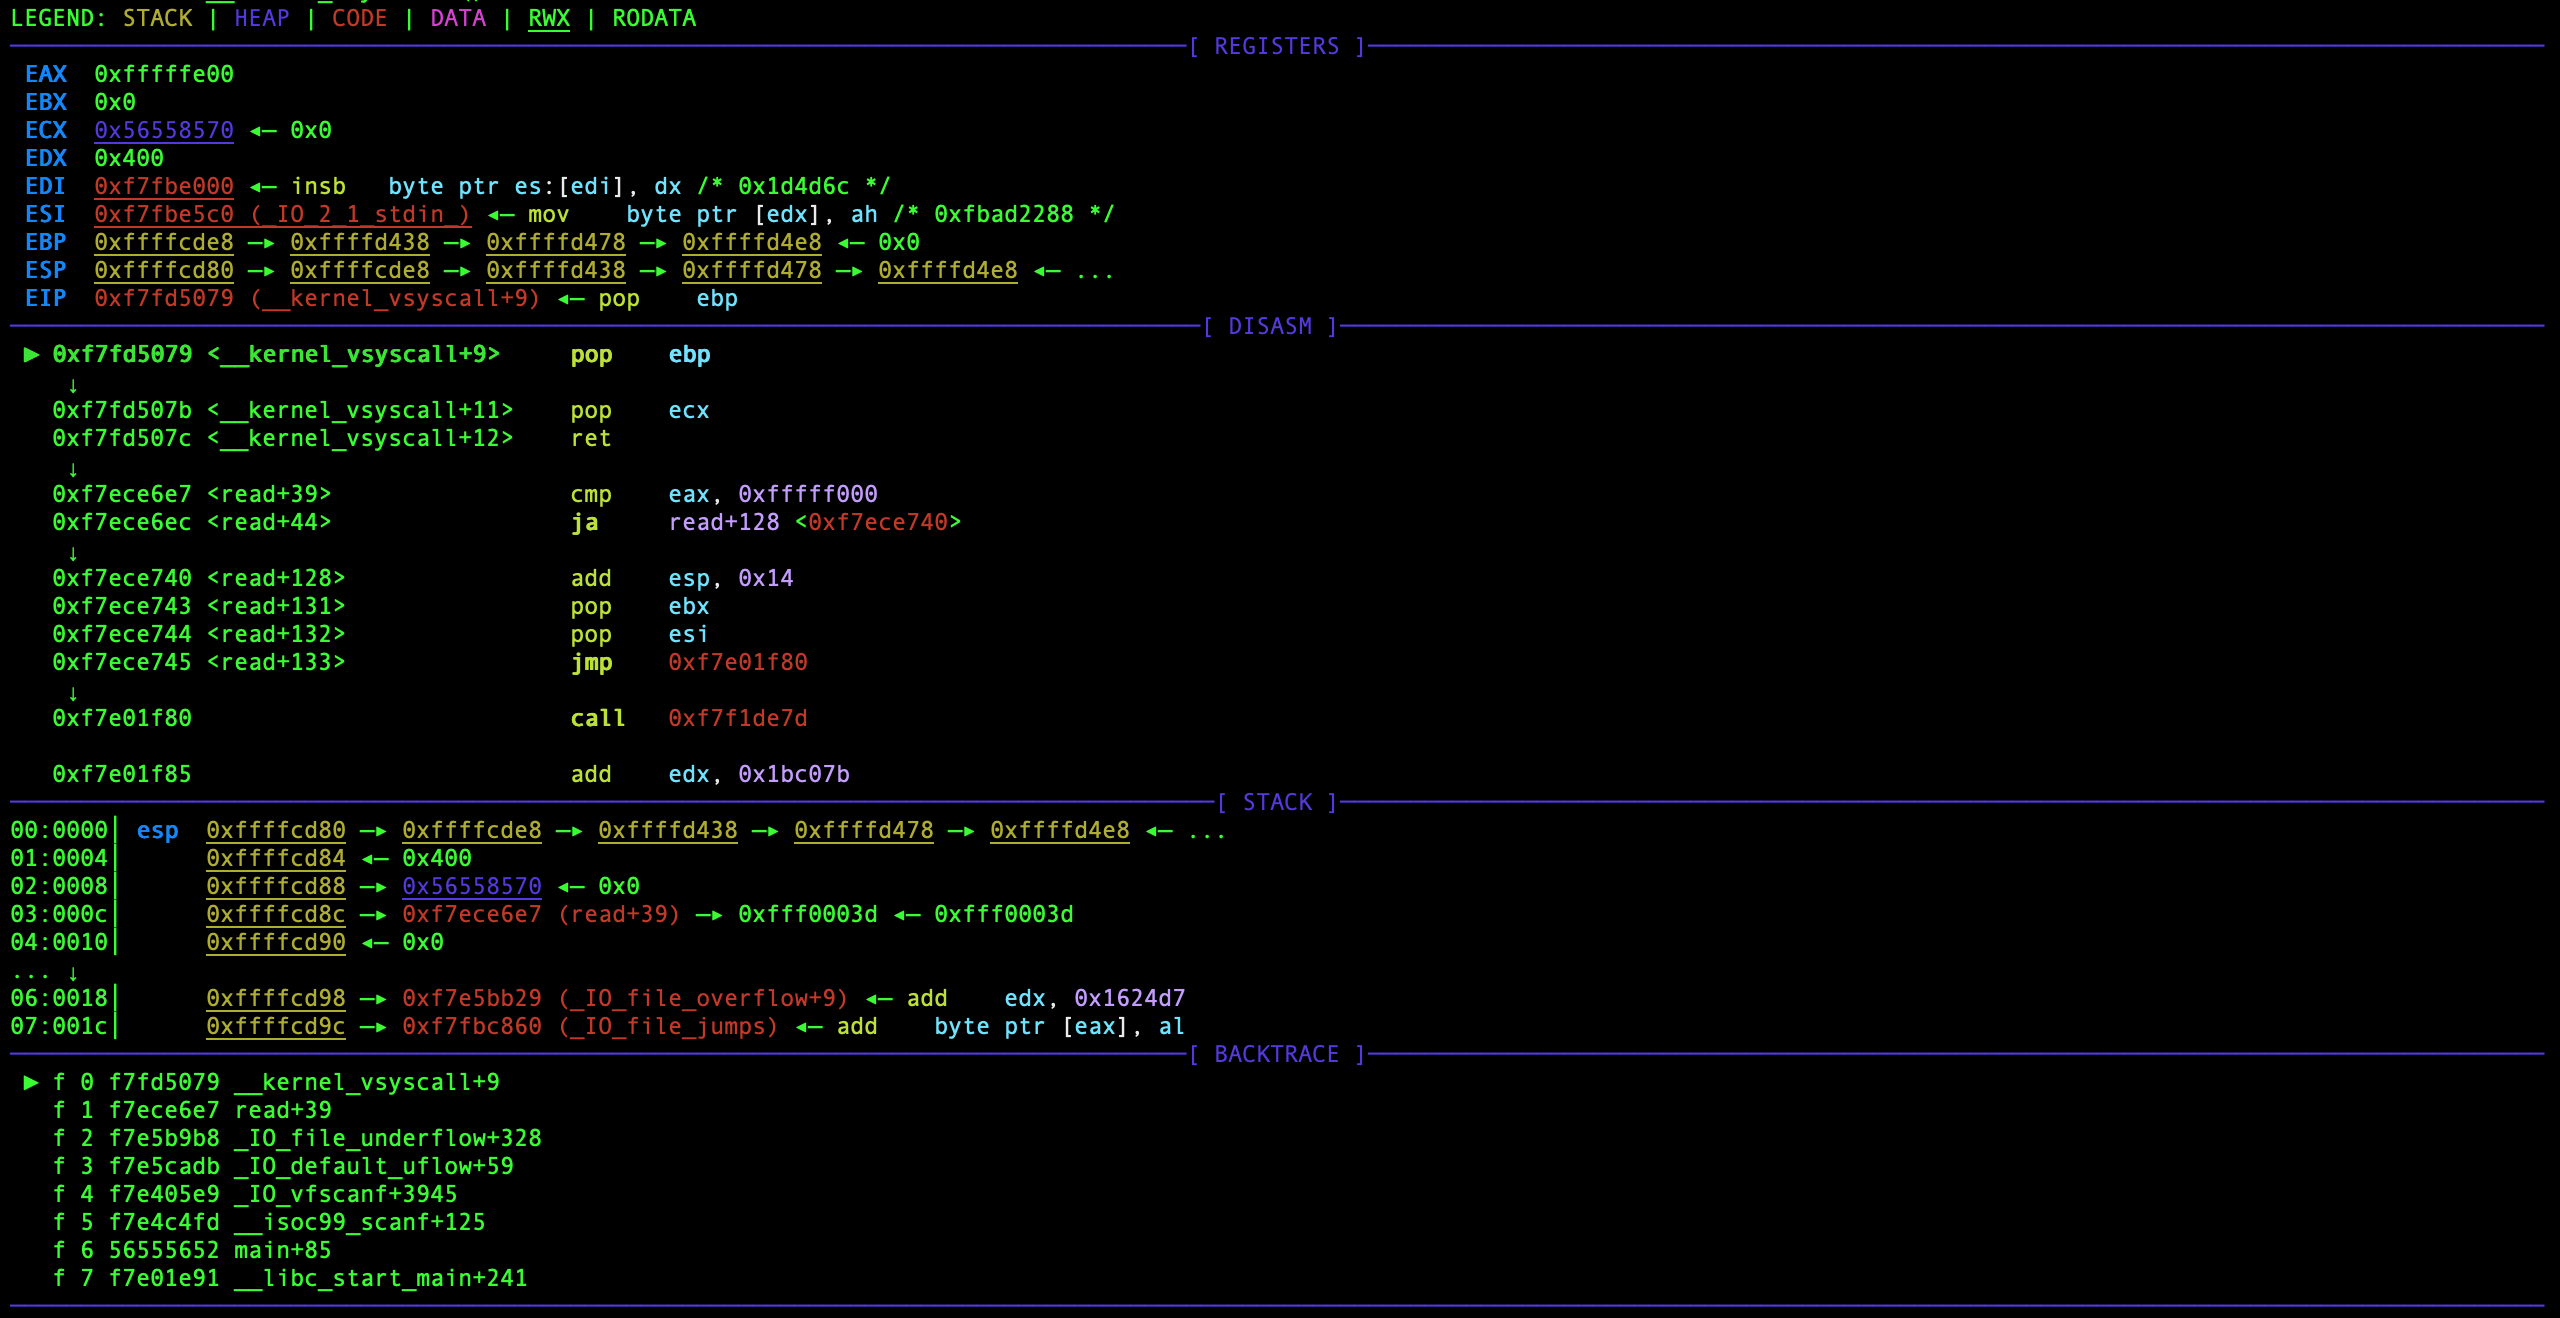 LEGEND: STACK | HEAP | CODE | DATA | RWX | RODATA
[ REGISTERS ]
EAX  0xfffffe00
EBX  0x0
ECX  0x56558570 ◂— 0x0
EDX  0x400
EDI  0xf7fbe000 ◂— insb   byte ptr es:[edi], dx /* 0x1d4d6c */
ESI  0xf7fbe5c0 (_IO_2_1_stdin_) ◂— mov    byte ptr [edx], ah /* 0xfbad2288 */
EBP  0xffffcde8 —▸ 0xffffd438 —▸ 0xffffd478 —▸ 0xffffd4e8 ◂— 0x0
ESP  0xffffcd80 —▸ 0xffffcde8 —▸ 0xffffd438 —▸ 0xffffd478 —▸ 0xffffd4e8 ◂— ...
EIP  0xf7fd5079 (__kernel_vsyscall+9) ◂— pop    ebp
[ DISASM ]
► 0xf7fd5079 <__kernel_vsyscall+9>     pop    ebp
↓
0xf7fd507b <__kernel_vsyscall+11>    pop    ecx
0xf7fd507c <__kernel_vsyscall+12>    ret
↓
0xf7ece6e7 <read+39>                 cmp    eax, 0xfffff000
0xf7ece6ec <read+44>                 ja     read+128 <0xf7ece740>
↓
0xf7ece740 <read+128>                add    esp, 0x14
0xf7ece743 <read+131>                pop    ebx
0xf7ece744 <read+132>                pop    esi
0xf7ece745 <read+133>                jmp    0xf7e01f80
↓
0xf7e01f80                           call   0xf7f1de7d
0xf7e01f85                           add    edx, 0x1bc07b
[ STACK ]
00:0000│ esp  0xffffcd80 —▸ 0xffffcde8 —▸ 0xffffd438 —▸ 0xffffd478 —▸ 0xffffd4e8 ◂— ...
01:0004│      0xffffcd84 ◂— 0x400
02:0008│      0xffffcd88 —▸ 0x56558570 ◂— 0x0
03:000c│      0xffffcd8c —▸ 0xf7ece6e7 (read+39) —▸ 0xfff0003d ◂— 0xfff0003d
04:0010│      0xffffcd90 ◂— 0x0
... ↓
06:0018│      0xffffcd98 —▸ 0xf7e5bb29 (_IO_file_overflow+9) ◂— add    edx, 0x1624d7
07:001c│      0xffffcd9c —▸ 0xf7fbc860 (_IO_file_jumps) ◂— add    byte ptr [eax], al
[ BACKTRACE ]
► f 0 f7fd5079 __kernel_vsyscall+9
f 1 f7ece6e7 read+39
f 2 f7e5b9b8 _IO_file_underflow+328
f 3 f7e5cadb _IO_default_uflow+59
f 4 f7e405e9 _IO_vfscanf+3945
f 5 f7e4c4fd __isoc99_scanf+125
f 6 56555652 main+85
f 7 f7e01e91 __libc_start_main+241